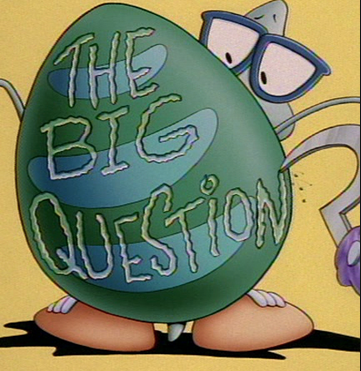 THE
BIG
QUESTiON